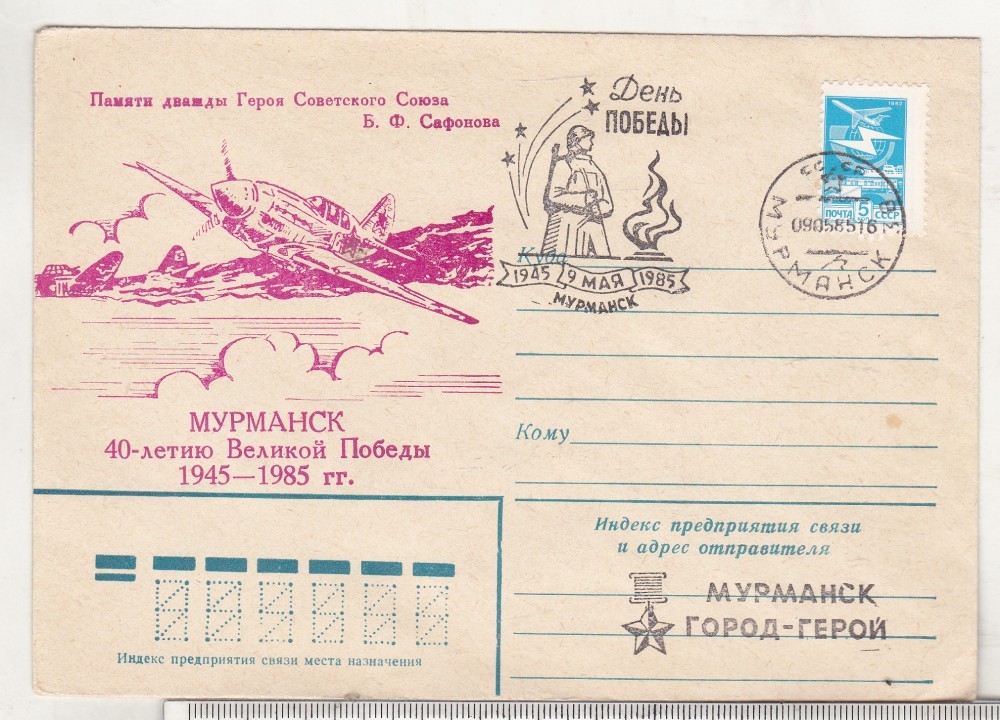 Памяти дважды Героя Советского Союза
Б. Ф. Сафонова
День
ПОБЕДЫ
1982
ПОЧТА 5 СССР
СССР
09058516
МУРМАНСК
Куда
1945 9 МАЯ 1985
МУРМАНСК
МУРМАНСК
40-летию Великой Победы
1945—1985 гг.
Кому
Индекс предприятия связи
и адрес отправителя
МУРМАНСК
ГОРОД-ГЕРОЙ
Индекс предприятия связи места назначения